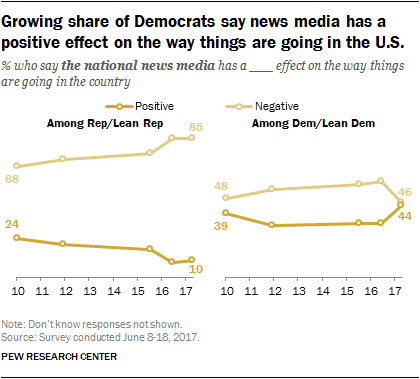 Growing share of Democrats say news media has a
positive effect on the way things are going in the U.S.
% who say the national news media has a ___ effect on the way things
are going in the country
Positive
Negative
Among Rep/Lean Rep
Among Dem/Lean Dem
85
68
24
10
10 11 12 13 14 15 16 17
48
46
39
44
10 11 12 13 14 15 16 17
Note: Don't know responses not shown.
Source: Survey conducted June 8-18, 2017.
PEW RESEARCH CENTER